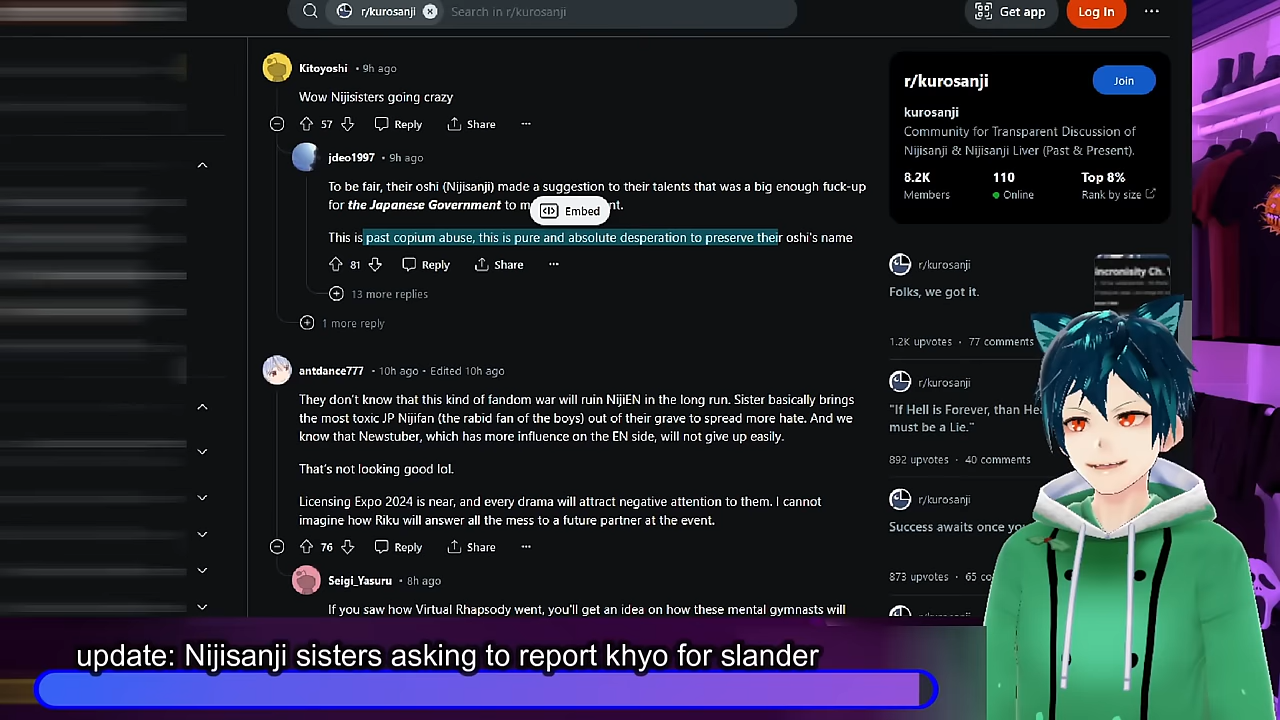 r/kurosanji
Search in r/kurosanji
Get app
Log In
Kitoyoshi • 9h ago
Wow Nijisisters going crazy
57
Reply
Share
jdeo1997 • 9h ago
To be fair, their oshi (Nijisanji) made a suggestion to their talents that was a big enough fuck-up
for the Japanese Government to
Embed
This is past copium abuse, this is pure and absolute desperation to preserve their oshi's name
81
Reply
Share
13 more replies
1 more reply
antdance777 • 10h ago • Edited 10h ago
They don't know that this kind of fandom war will ruin NijiEN in the long run. Sister basically brings
the most toxic JP Nijifan (the rabid fan of the boys) out of their grave to spread more hate. And we
know that Newstuber, which has more influence on the EN side, will not give up easily.
That's not looking good lol.
Licensing Expo 2024 is near, and every drama will attract negative attention to them. I cannot
imagine how Riku will answer all the mess to a future partner at the event.
76
Reply
Share
Seigi_Yasuru • 8h ago
If you saw how Virtual Rhapsody went, you'll get an idea on how these mental gymnasts will
r/kurosanji
Join
kurosanji
Community for Transparent Discussion of
Nijisanji & Nijisanji Liver (Past & Present).
8.2K
110
Top 8%
Members
Online
Rank by size
r/kurosanji
Folks, we got it.
1.2K upvotes • 77 comments
r/kurosanji
"If Hell is Forever, than
must be a Lie."
892 upvotes • 40 comments
r/kurosanji
Success awaits once
873 upvotes • 65
update: Nijisanji sisters asking to report khyo for slander